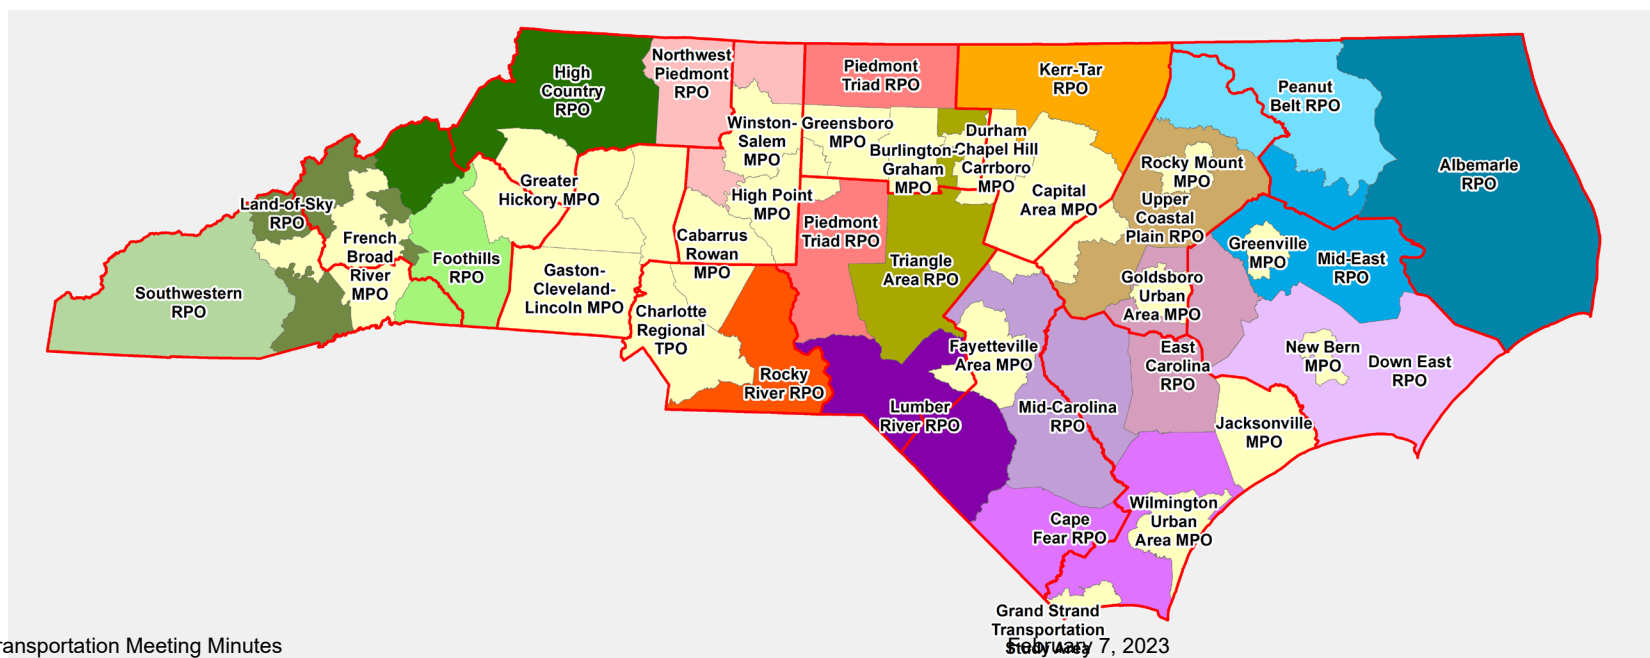 High
Country
RPO
Northwest
Piedmont
RPO
Piedmont
Triad RPO
Kerr-Tar
RPO
Peanut
Belt RPO
Albemarle
RPO
Winston-
Salem
MPO
Greensboro
MPO
Burlington-
Graham
MPO
Durham
Chapel Hill
Carrboro
MPO
Capital
Area MPO
Rocky Mount
MPO
Upper
Coastal
Plain RPO
Greater
Hickory MPO
High Point
MPO
Land-of-Sky
RPO
French
Broad
River
MPO
Foothills
RPO
Cabarrus
Rowan
MPO
Piedmont
Triad RPO
Triangle
Area RPO
Goldsboro
Urban
Area MPO
Greenville
MPO
Mid-East
RPO
Southwestern
RPO
Gaston-
Cleveland-
Lincoln MPO
Charlotte
Regional
TPO
Rocky
River RPO
Fayetteville
Area MPO
East
Carolina
RPO
New Bern
MPO
Down East
RPO
Lumber
River RPO
Mid-Carolina
RPO
Jacksonville
MPO
Cape
Fear RPO
Wilmington
Urban
Area MPO
Grand Strand
Transportation
Study Area
ransportation Meeting Minutes
February 7, 2023